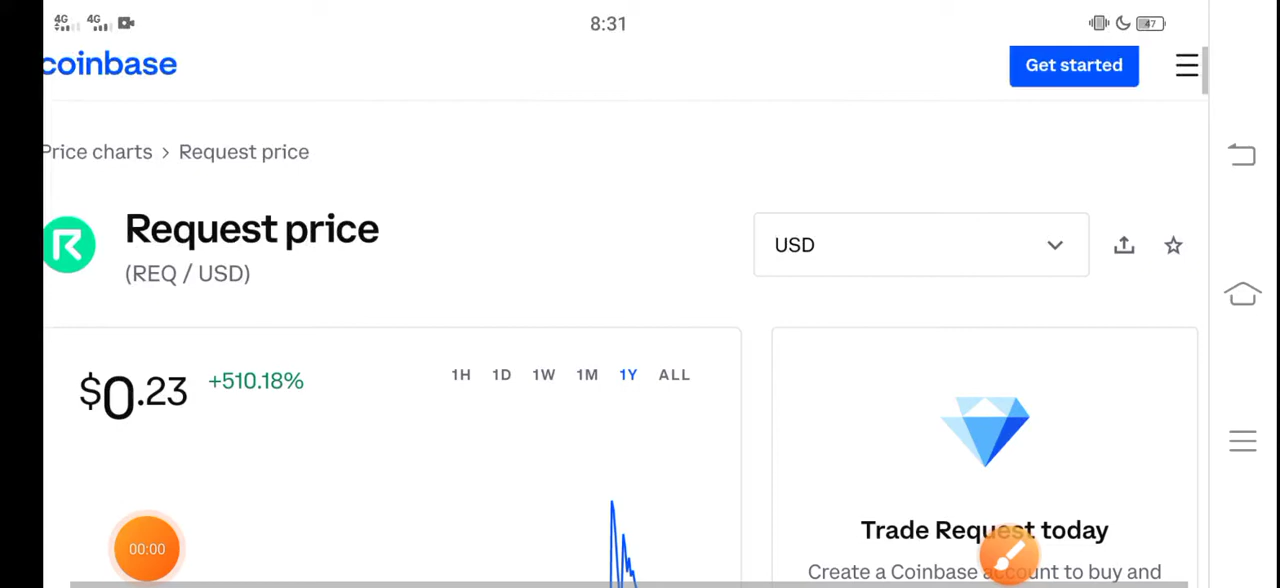 4G 4G 8:31 47
coinbase Get started
Price charts > Request price
Request price
(REQ / USD)
USD
$0.23 +510.18% 1H 1D 1W 1M 1Y ALL
Trade Request today
00:00
Create a Coinbase account to buy and